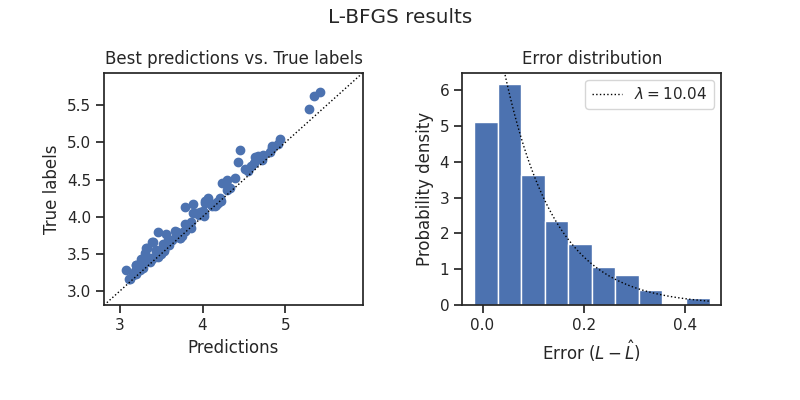 L-BFGS results
Best predictions vs. True labels
True labels
5.5
5.0
4.5
4.0
3.5
3.0
3 4 5
Predictions
Error distribution
Probability density
6
5
4
3
2
1
0
λ = 10.04
0.0 0.2 0.4
Error (L − L̂)